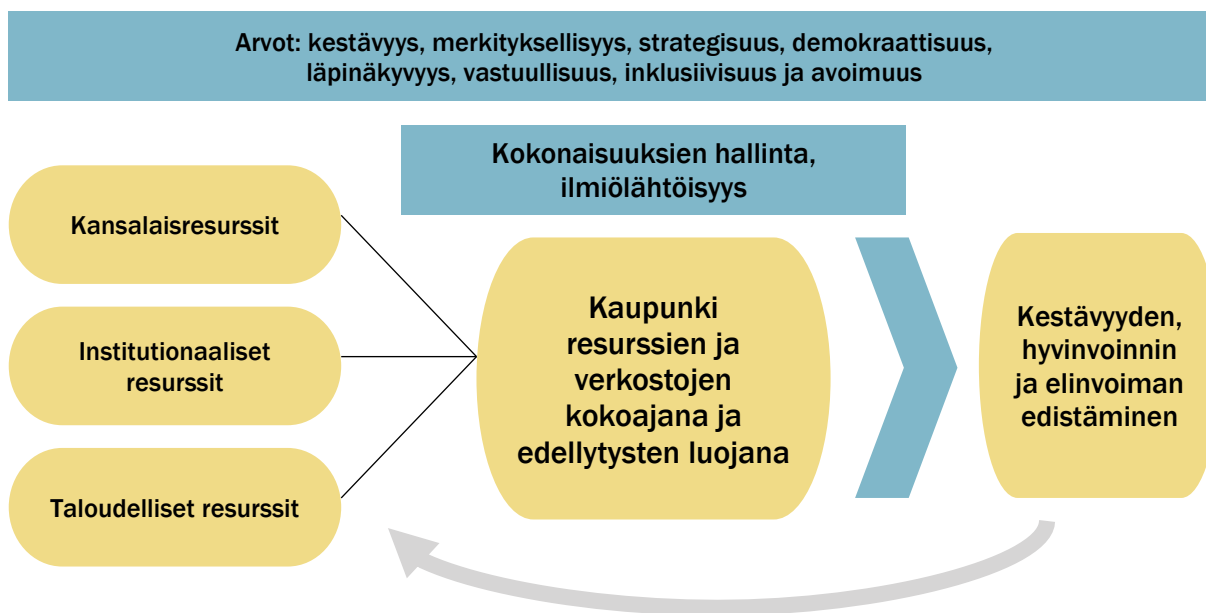 Arvot: kestävyys, merkityksellisyys, strategisuus, demokraattisuus,
läpinäkyvyys, vastuullisuus, inklusiivisuus ja avoimuus
Kokonaisuuksien hallinta,
ilmiölähtöisyys
Kansalaisresurssit
Institutionaaliset
resurssit
Taloudelliset resurssit
Kaupunki
resurssien ja
verkostojen
kokoajana ja
edellytysten luojana
Kestävyyden,
hyvinvoinnin
ja elinvoiman
edistäminen